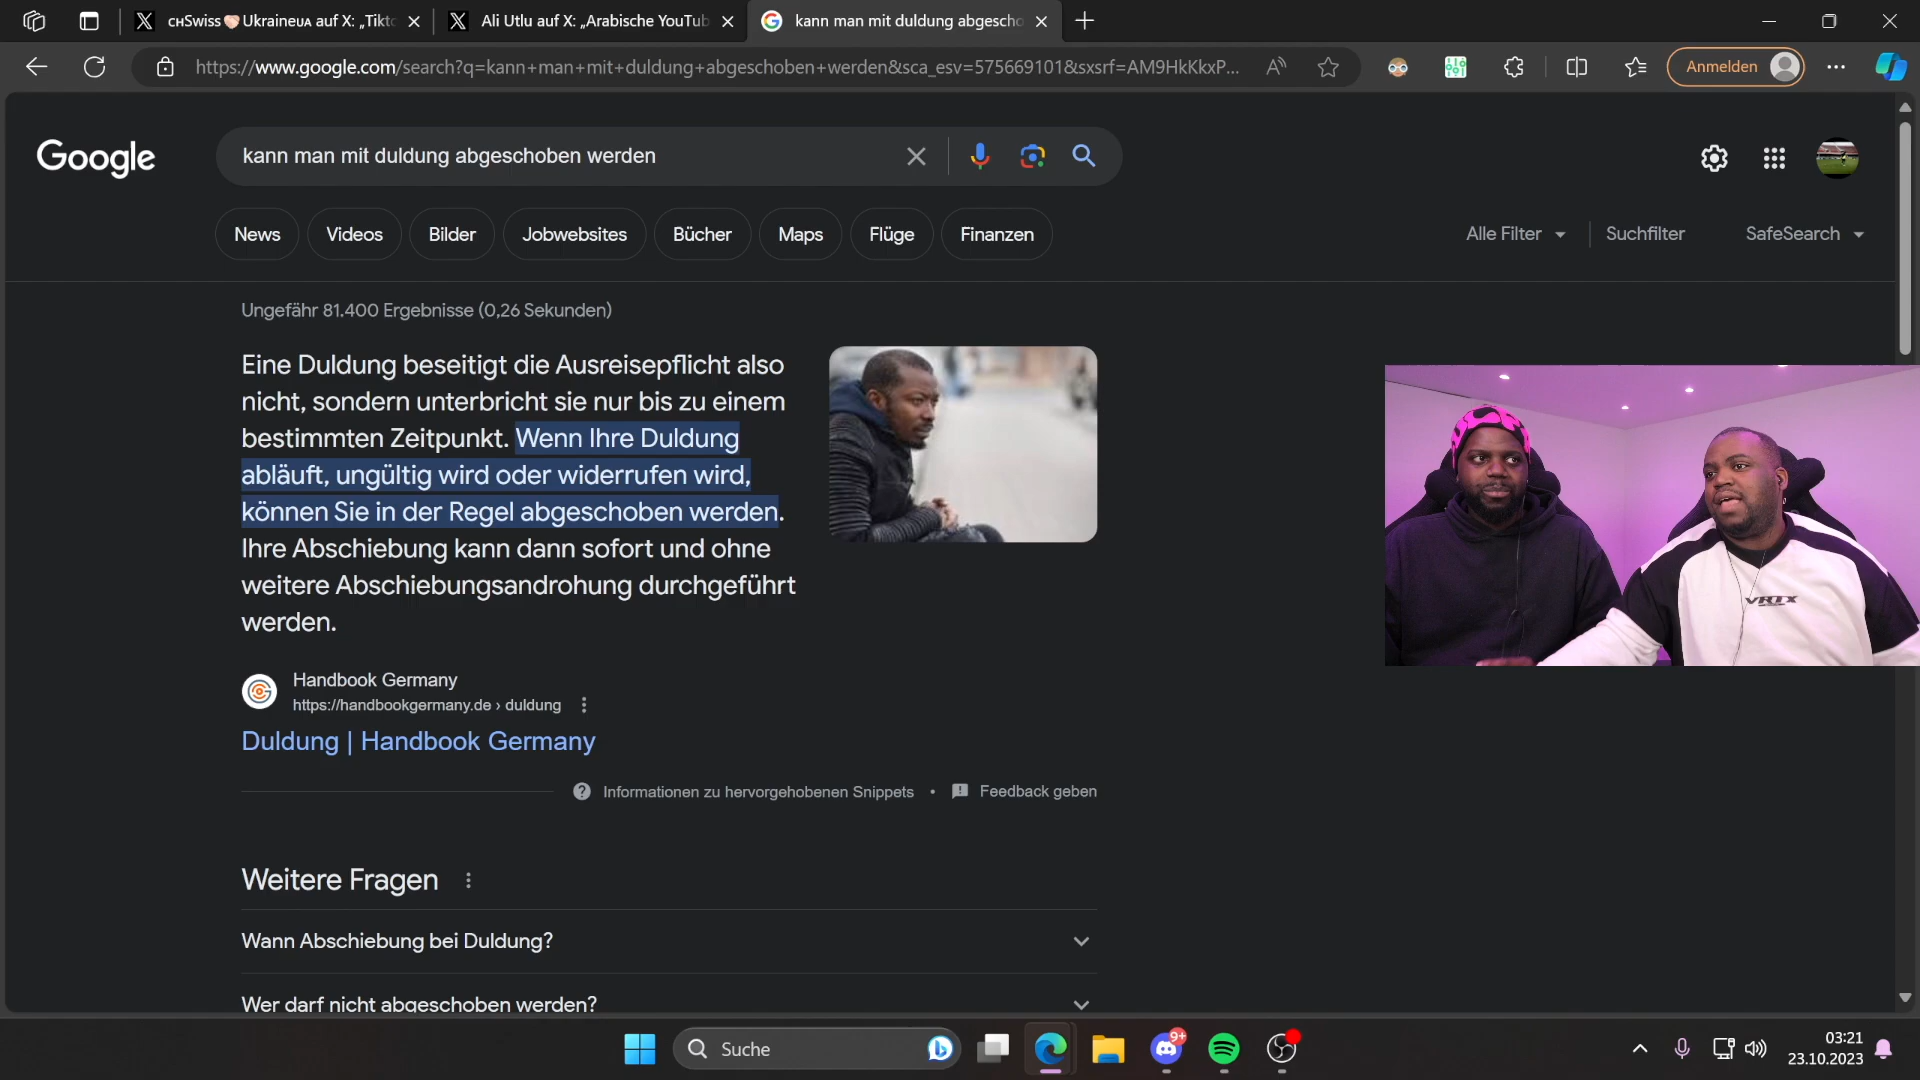 cʜSwiss🤝Ukraineᴜᴀ auf X: „Tikto
Ali Utlu auf X: „Arabische YouTub
kann man mit duldung abgescho
https://www.google.com/search?q=kann+man+mit+duldung+abgeschoben+werden&sca_esv=575669101&sxsrf=AM9HkKkxP...
Anmelden
Google
kann man mit duldung abgeschoben werden
News
Videos
Bilder
Jobwebsites
Bücher
Maps
Flüge
Finanzen
Alle Filter
Suchfilter
SafeSearch
Ungefähr 81.400 Ergebnisse (0,26 Sekunden)
Eine Duldung beseitigt die Ausreisepflicht also
nicht, sondern unterbricht sie nur bis zu einem
bestimmten Zeitpunkt. Wenn Ihre Duldung
abläuft, ungültig wird oder widerrufen wird,
können Sie in der Regel abgeschoben werden.
Ihre Abschiebung kann dann sofort und ohne
weitere Abschiebungsandrohung durchgeführt
werden.
VRTX
Handbook Germany
https://handbookgermany.de › duldung
Duldung | Handbook Germany
Informationen zu hervorgehobenen Snippets • Feedback geben
Weitere Fragen
Wann Abschiebung bei Duldung?
Wer darf nicht abgeschoben werden?
Suche
9+
03:21
23.10.2023